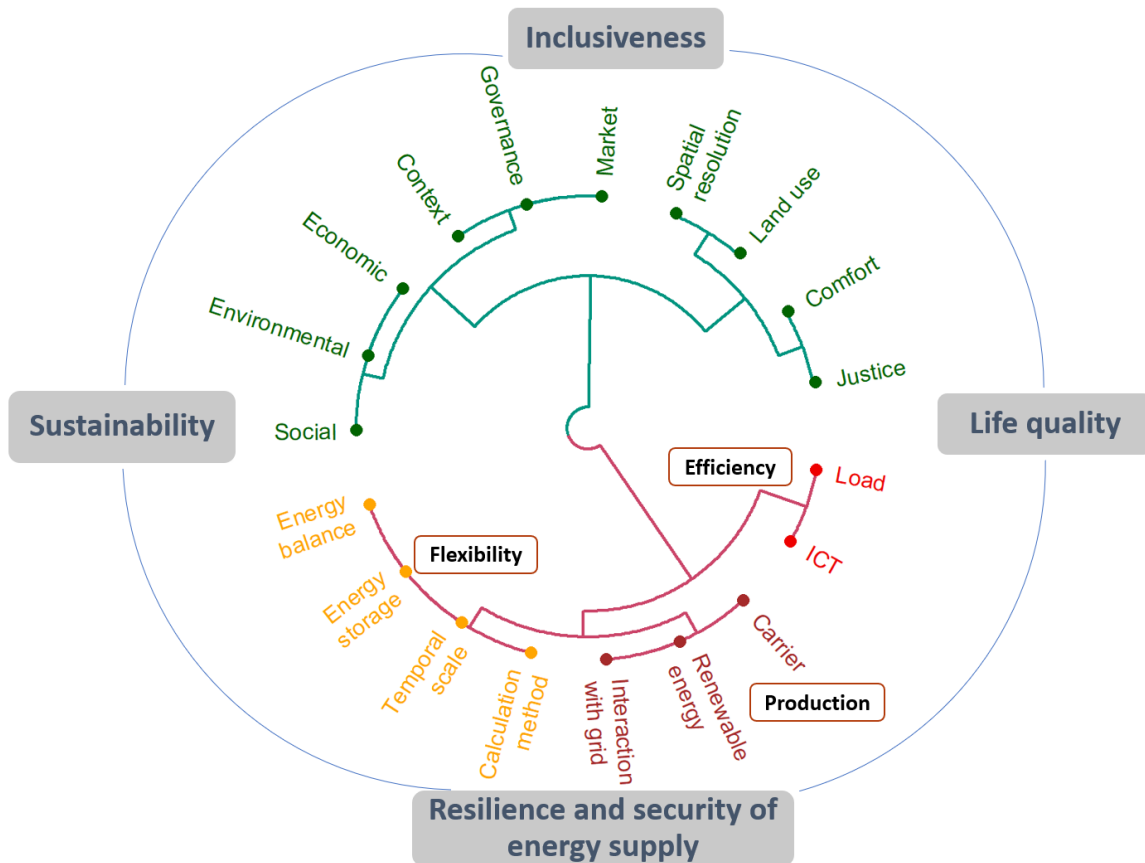 Inclusiveness
Governance
Market
Spatial
resolution
Context
Land use
Economic
Comfort
Environmental
Justice
Sustainability
Life quality
Social
Efficiency
Load
Energy
balance
Flexibility
ICT
Energy
storage
Temporal
scale
Calculation
method
Interaction
with grid
Renewable
energy
Carrier
Production
Resilience and security of
energy supply